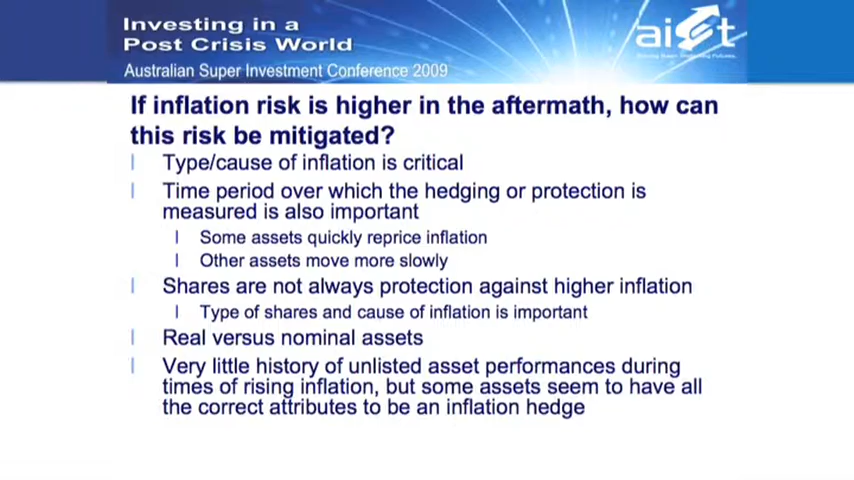 Investing in a
Post Crisis World
Australian Super Investment Conference 2009
aist
If inflation risk is higher in the aftermath, how can
this risk be mitigated?
Type/cause of inflation is critical
Time period over which the hedging or protection is
measured is also important
Some assets quickly reprice inflation
Other assets move more slowly
Shares are not always protection against higher inflation
Type of shares and cause of inflation is important
Real versus nominal assets
Very little history of unlisted asset performances during
times of rising inflation, but some assets seem to have all
the correct attributes to be an inflation hedge